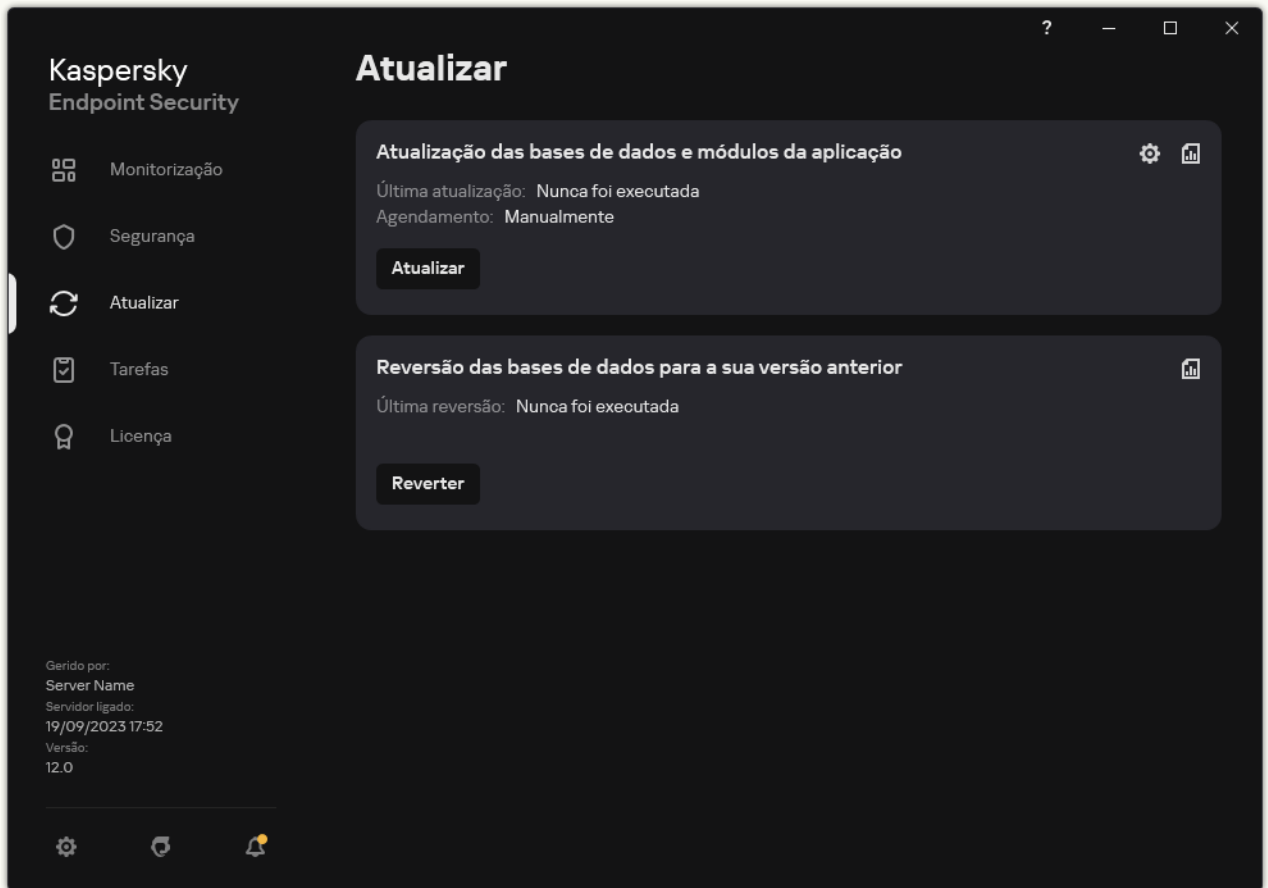 ?
Kaspersky
Endpoint Security
Monitorização
Segurança
Atualizar
Tarefas
Licença
Gerido por:
Server Name
Servidor ligado:
19/09/2023 17:52
Versão:
12.0
Atualizar
Atualização das bases de dados e módulos da aplicação
Última atualização: Nunca foi executada
Agendamento: Manualmente
Atualizar
Reversão das bases de dados para a sua versão anterior
Última reversão: Nunca foi executada
Reverter